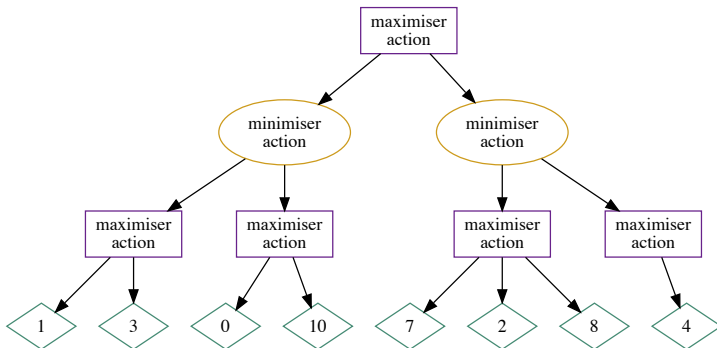 maximiser
action
minimiser
action
minimiser
action
maximiser
action
maximiser
action
maximiser
action
maximiser
action
1
3
0
10
7
2
8
4